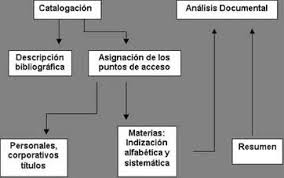 Catalogación
Análisis Documental
Descripción
bibliográfica
Asignación de los
puntos de acceso
Personales,
corporativos
títulos
Materias:
Indización
alfabética y
sistemática
Resumen